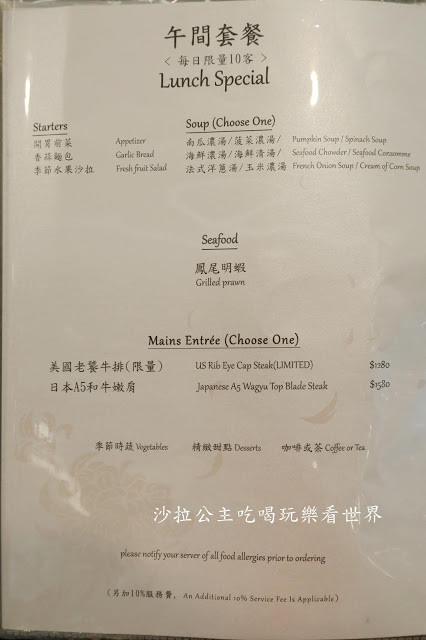 午間套餐
< 每日限量10客 >
Lunch Special
Starters
開胃前菜 Appetizer
香蒜麵包 Garlic Bread
季節水果沙拉 Fresh fruit Salad
Soup (Choose One)
南瓜濃湯/菠菜濃湯/ Pumpkin Soup / Spinach Soup
海鮮濃湯/海鮮清湯/ Seafood Chowder / Seafood Consomme
法式洋蔥湯/玉米濃湯 French Onion Soup / Cream of Corn Soup
Seafood
鳳尾明蝦
Grilled prawn
Mains Entrée (Choose One)
美國老饕牛排(限量) US Rib Eye Cap Steak(LIMITED) $1280
日本A5和牛嫩肩 Japanese A5 Wagyu Top Blade Steak $1580
季節時蔬 Vegetables 精緻甜點 Desserts 咖啡或茶 Coffee or Tea
沙拉公主吃喝玩樂看世界
please notify your server of all food allergies prior to ordering
(另加10%服務費, An Additional 10% Service Fee Is Applicable)